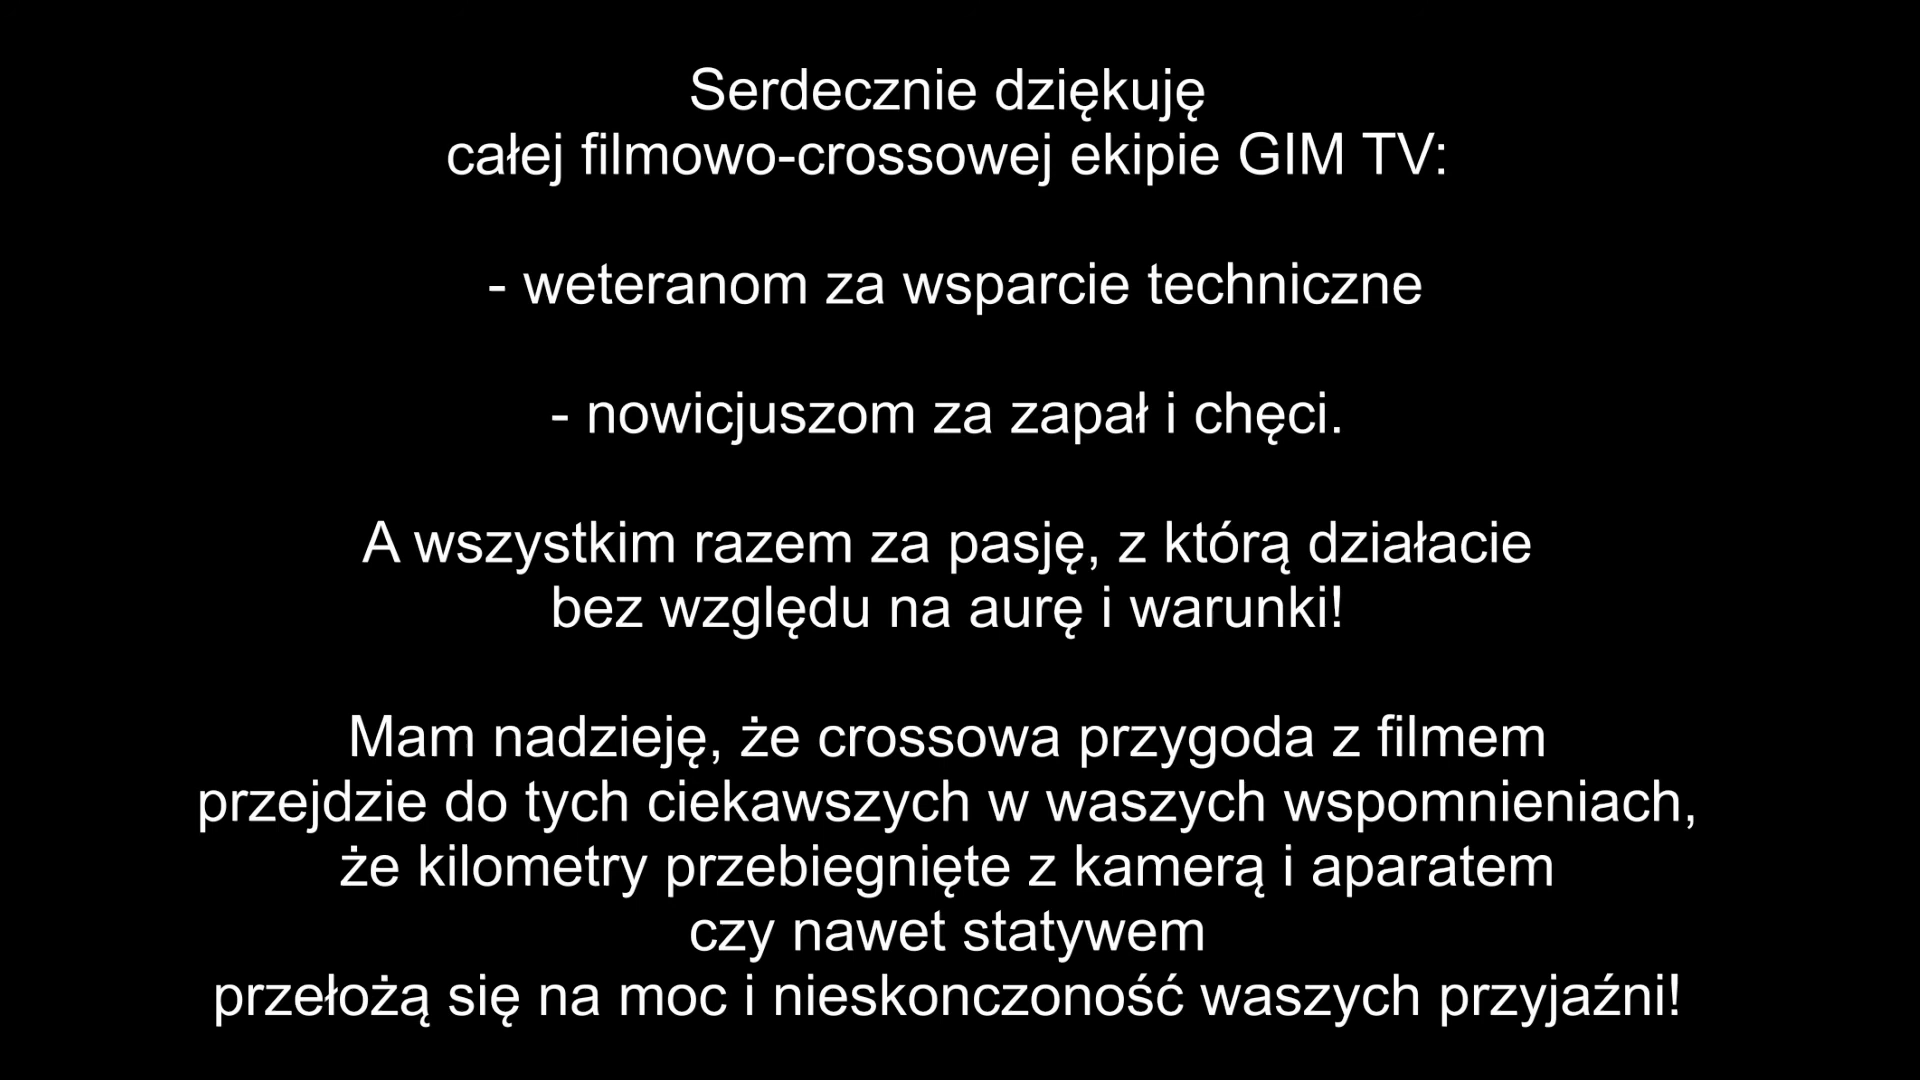 Serdecznie dziękuję
całej filmowo-crossowej ekipie GIM TV:
- weteranom za wsparcie techniczne
- nowicjuszom za zapał i chęci.
A wszystkim razem za pasję, z którą działacie
bez względu na aurę i warunki!
Mam nadzieję, że crossowa przygoda z filmem
przejdzie do tych ciekawszych w waszych wspomnieniach,
że kilometry przebiegnięte z kamerą i aparatem
czy nawet statywem
przełożą się na moc i nieskonczoność waszych przyjaźni!